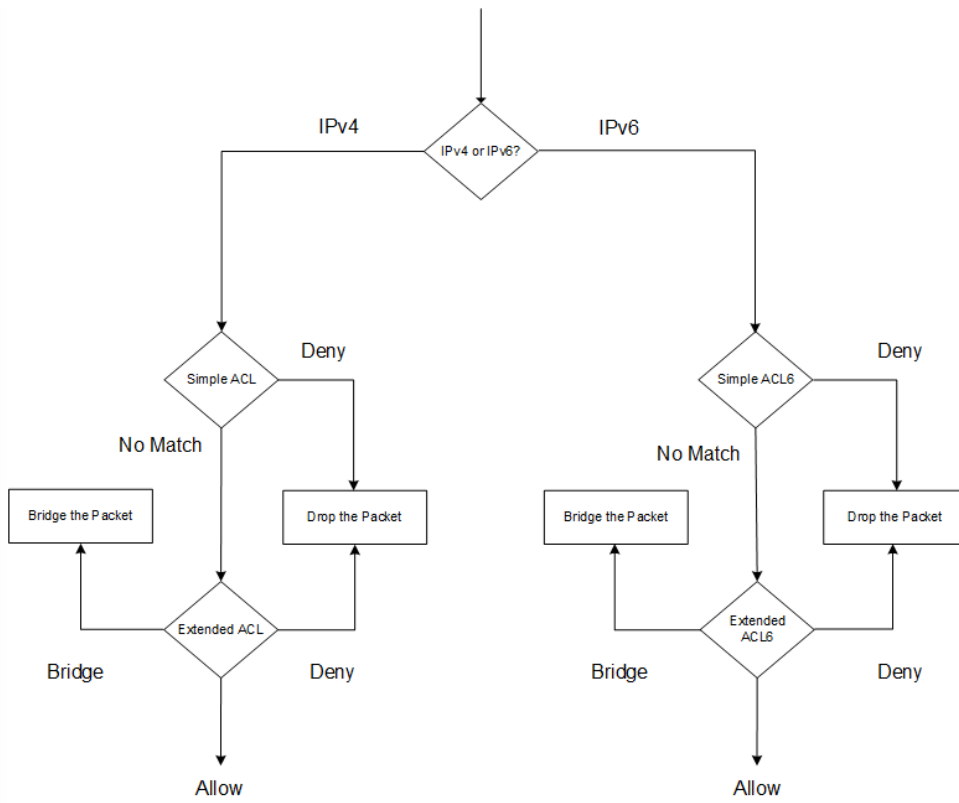 IPv4
IPv6
IPv4 or IPv6?
Deny
Deny
Simple ACL
Simple ACL6
No Match
No Match
Bridge the Packet
Drop the Packet
Bridge the Packet
Drop the Packet
Extended ACL
Extended
ACL6
Bridge
Deny
Bridge
Deny
Allow
Allow